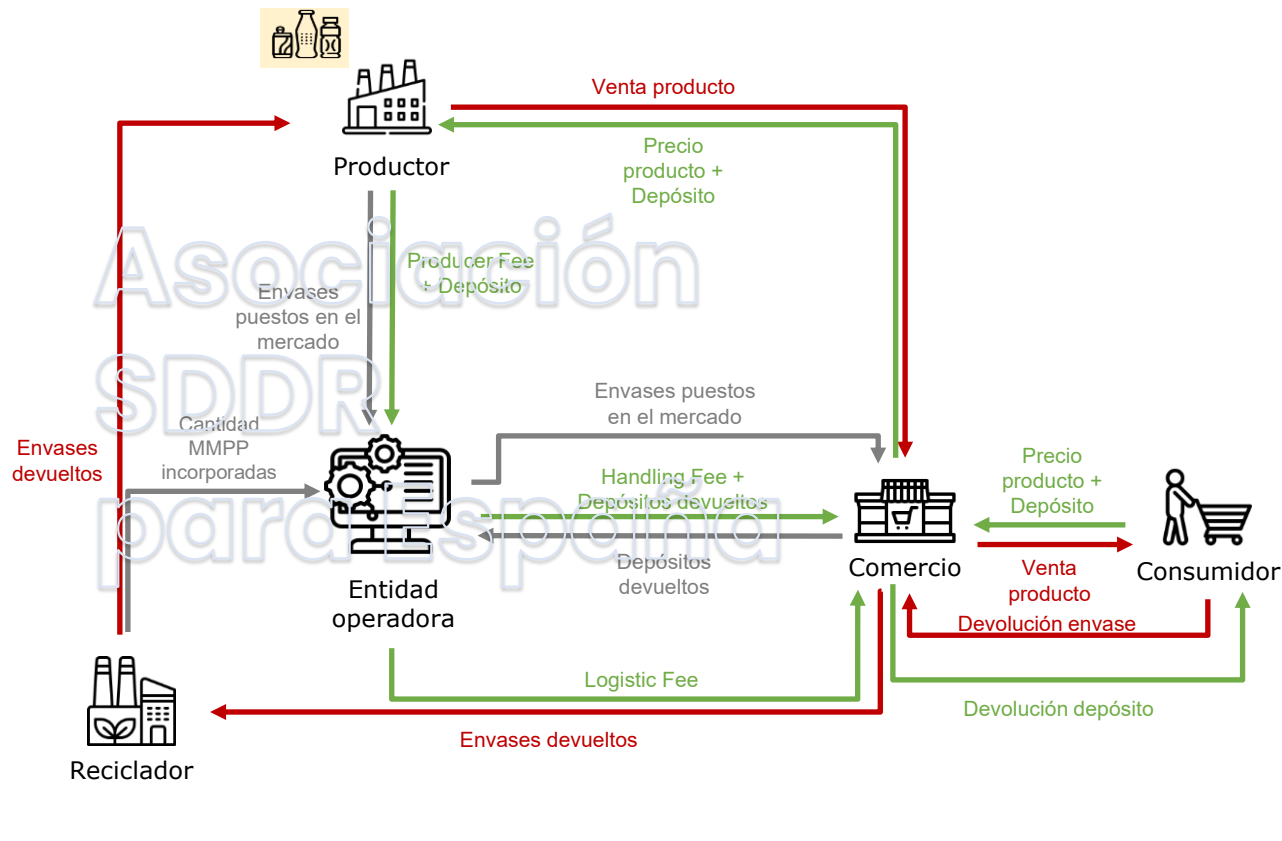 Venta producto
Productor
Precio
producto +
Depósito
Asociación
SDDR
para España
Producer Fee
+ Depósito
Envases
puestos en el
mercado
Envases puestos
en el mercado
Cantidad
MMPP
incorporadas
Envases
devueltos
Handling Fee +
Depósitos devueltos
Precio
producto +
Depósito
Depósitos
devueltos
Comercio
Venta
producto
Consumidor
Entidad
operadora
Devolución envase
Logistic Fee
Devolución depósito
Envases devueltos
Reciclador